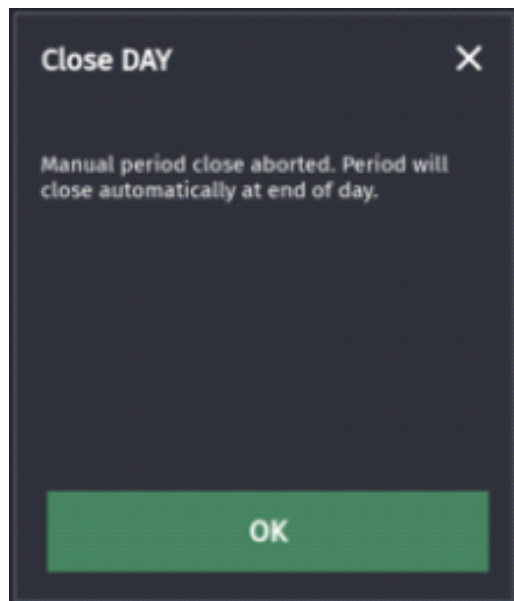 Close DAY
Manual period close aborted. Period will
close automatically at end of day.
OK